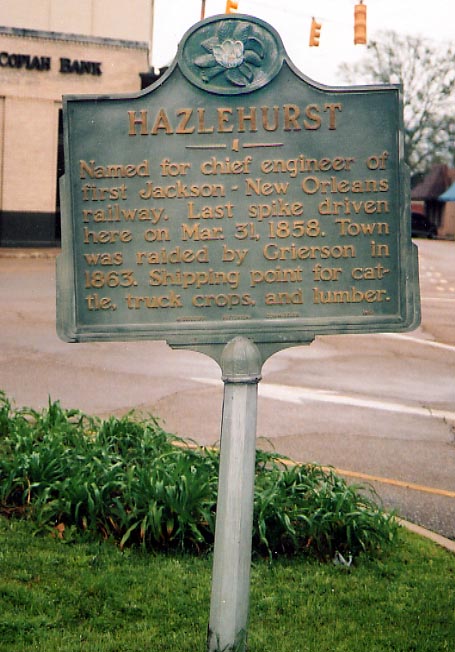 COPIAH BANK
HAZLEHURST
Named for chief engineer of
first Jackson - New Orleans
railway. Last spike driven
here on Mar. 31, 1858. Town
was raided by Grierson in
1863. Shipping point for cat-
tle, truck crops, and lumber.